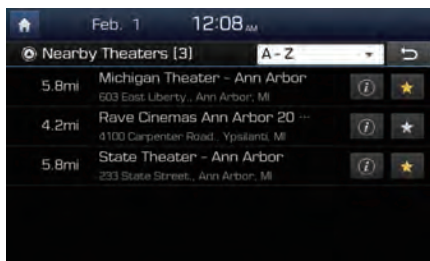 Feb. 1 12:08 AM
Nearby Theaters (3) A-Z
Michigan Theater - Ann Arbor
5.8mi
603 East Liberty., Ann Arbor, MI
Rave Cinemas Ann Arbor 20 ···
4.2mi
4100 Carpenter Road., Ypsilanti, MI
State Theater - Ann Arbor
5.8mi
233 State Street., Ann Arbor, MI